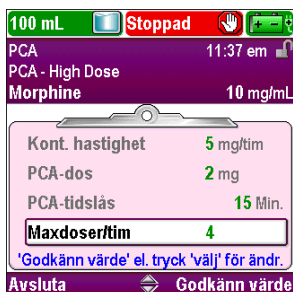 100 mL Stoppad
PCA 11:37 em
PCA - High Dose
Morphine 10 mg/mL
Kont. hastighet 5 mg/tim
PCA-dos 2 mg
PCA-tidslås 15 Min.
Maxdoser/tim 4
'Godkänn värde' el. tryck 'välj' för ändr.
Avsluta Godkänn värde